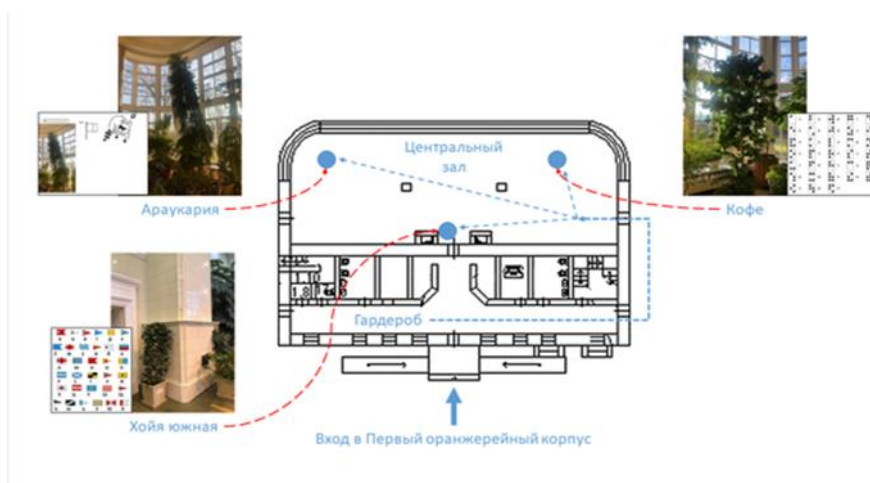 Центральный
зал
Араукария
Кофе
Гардероб
Хойя южная
Вход в Первый оранжерейный корпус